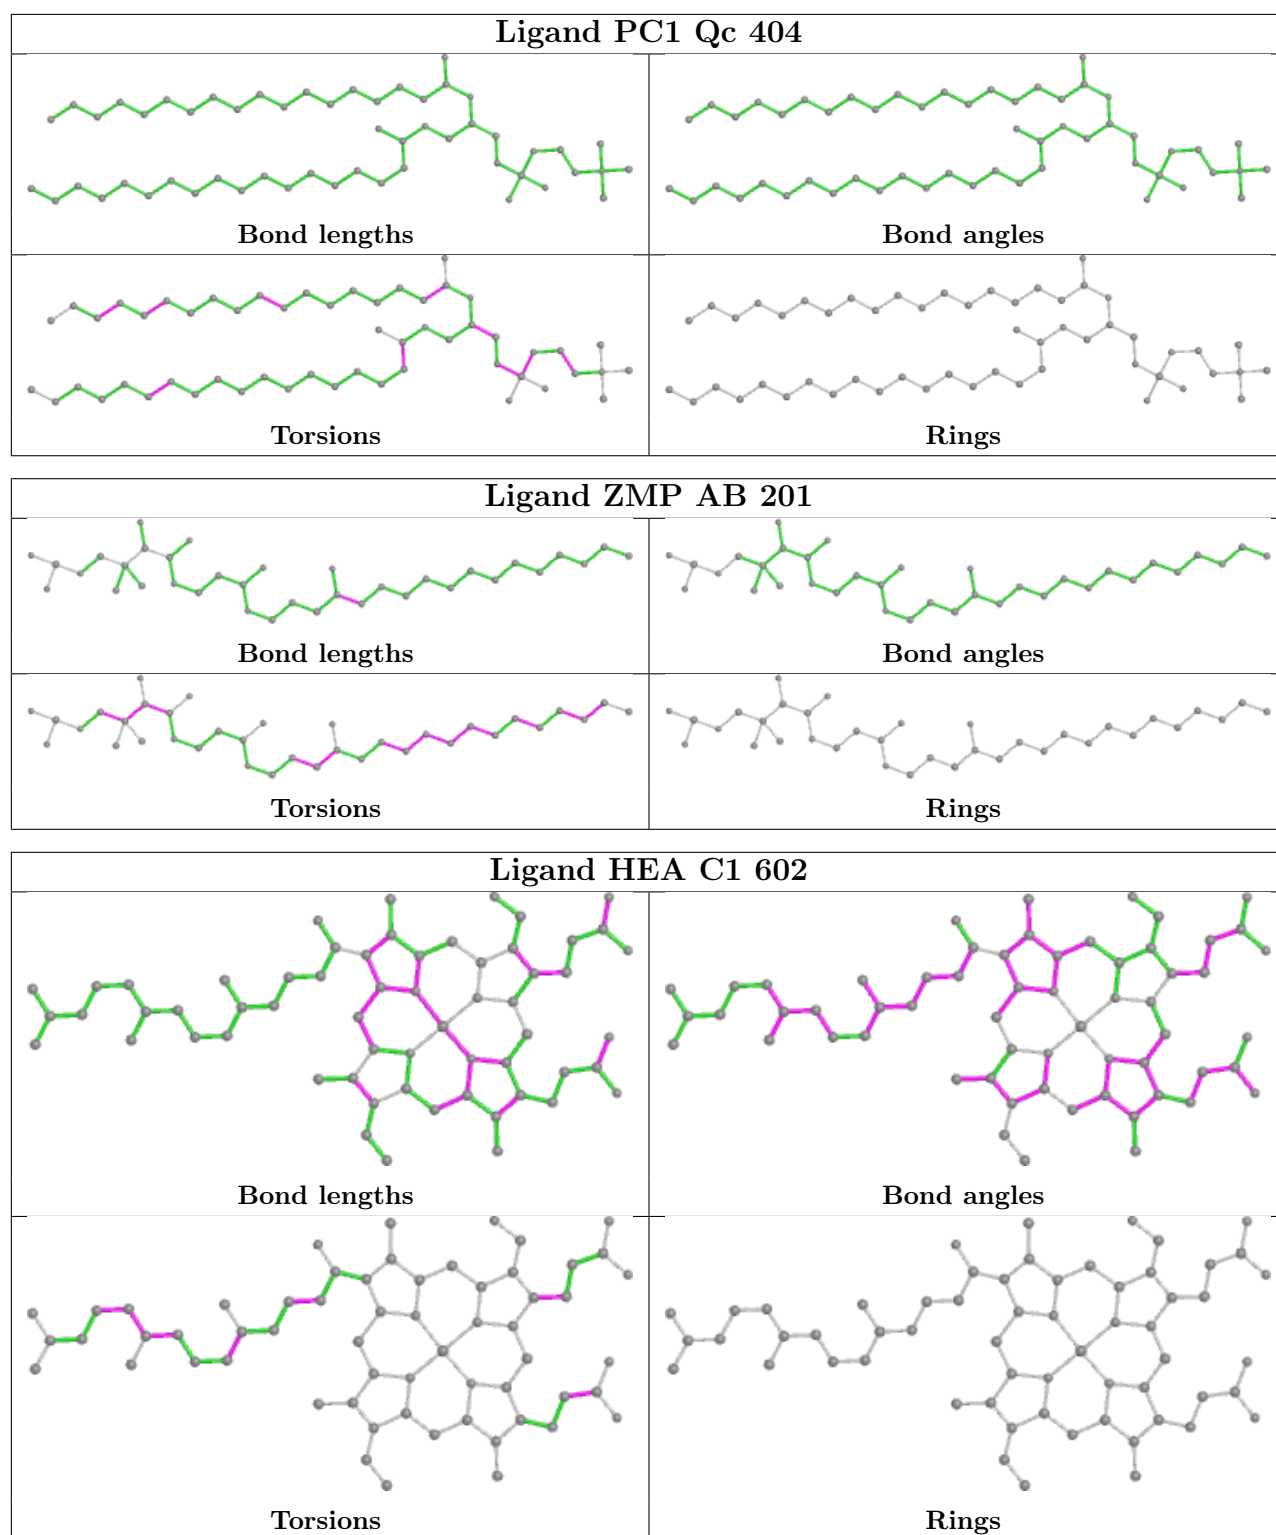 Ligand PC1 Qc 404
Bond lengths
Bond angles
Torsions
Rings
Ligand ZMP AB 201
Bond lengths
Bond angles
Torsions
Rings
Ligand HEA C1 602
Bond lengths
Bond angles
Torsions
Rings